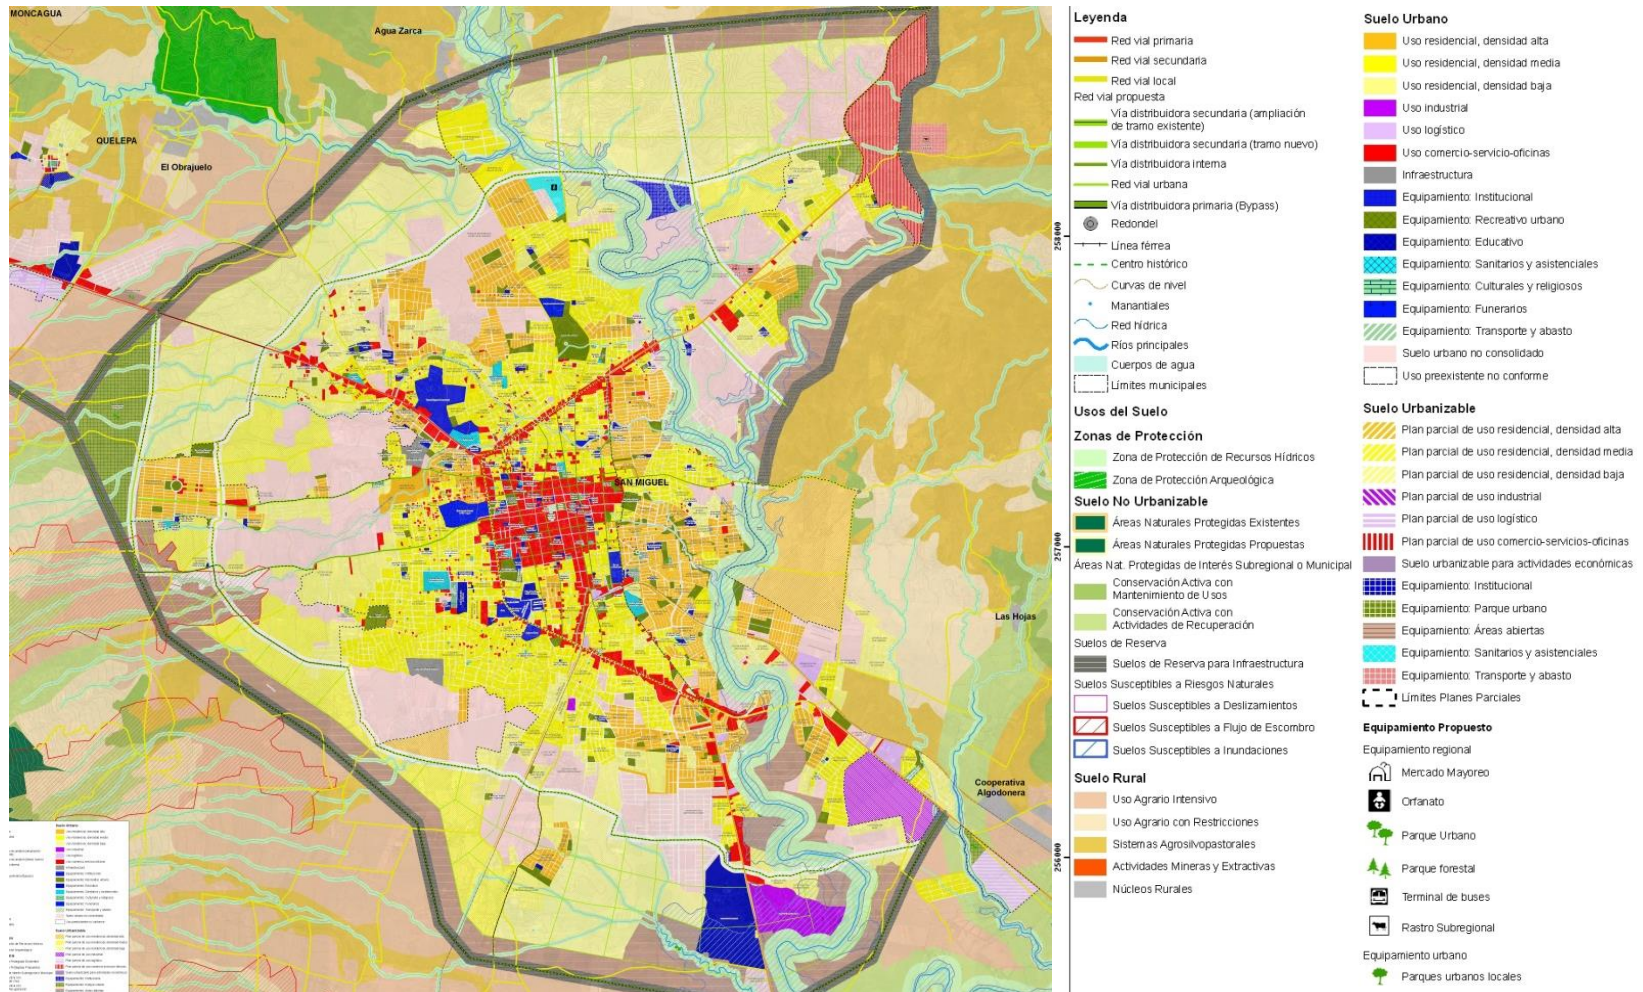 MONCAGUA
Agua Zarca
QUELEPA
El Obrajuelo
SAN MIGUEL
Las Hojas
Cooperativa
Algodonera
258000
257000
256000
Leyenda
Red vial primaria
Red vial secundaria
Red vial local
Red vial propuesta
Vía distribuidora secundaria (ampliación
de tramo existente)
Vía distribuidora secundaria (tramo nuevo)
Vía distribuidora interna
Red vial urbana
Vía distribuidora primaria (Bypass)
Redondel
Línea férrea
Centro histórico
Curvas de nivel
Manantiales
Red hídrica
Ríos principales
Cuerpos de agua
Límites municipales
Usos del Suelo
Zonas de Protección
Zona de Protección de Recursos Hídricos
Zona de Protección Arqueológica
Suelo No Urbanizable
Áreas Naturales Protegidas Existentes
Áreas Naturales Protegidas Propuestas
Áreas Nat. Protegidas de Interés Subregional o Municipal
Conservación Activa con
Mantenimiento de Usos
Conservación Activa con
Actividades de Recuperación
Suelos de Reserva
Suelos de Reserva para Infraestructura
Suelos Susceptibles a Riesgos Naturales
Suelos Susceptibles a Deslizamientos
Suelos Susceptibles a Flujo de Escombro
Suelos Susceptibles a Inundaciones
Suelo Rural
Uso Agrario Intensivo
Uso Agrario con Restricciones
Sistemas Agrosilvopastorales
Actividades Mineras y Extractivas
Núcleos Rurales
Suelo Urbano
Uso residencial, densidad alta
Uso residencial, densidad media
Uso residencial, densidad baja
Uso industrial
Uso logístico
Uso comercio-servicio-oficinas
Infraestructura
Equipamiento: Institucional
Equipamiento: Recreativo urbano
Equipamiento: Educativo
Equipamiento: Sanitarios y asistenciales
Equipamiento: Culturales y religiosos
Equipamiento: Funerarios
Equipamiento: Transporte y abasto
Suelo urbano no consolidado
Uso preexistente no conforme
Suelo Urbanizable
Plan parcial de uso residencial, densidad alta
Plan parcial de uso residencial, densidad media
Plan parcial de uso residencial, densidad baja
Plan parcial de uso industrial
Plan parcial de uso logístico
Plan parcial de uso comercio-servicios-oficinas
Suelo urbanizable para actividades económicas
Equipamiento: Institucional
Equipamiento: Parque urbano
Equipamiento: Áreas abiertas
Equipamiento: Sanitarios y asistenciales
Equipamiento: Transporte y abasto
Límites Planes Parciales
Equipamiento Propuesto
Equipamiento regional
Mercado Mayoreo
Orfanato
Parque Urbano
Parque forestal
Terminal de buses
Rastro Subregional
Equipamiento urbano
Parques urbanos locales